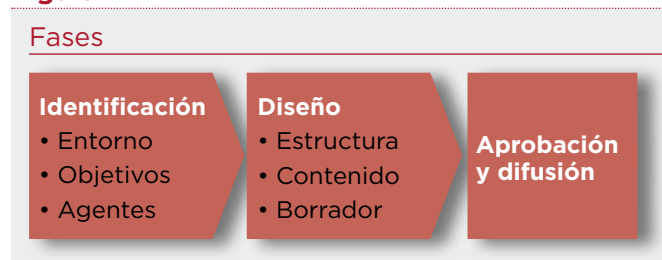 Fases
Identificación
• Entorno
• Objetivos
• Agentes
Diseño
• Estructura
• Contenido
• Borrador
Aprobación
y difusión